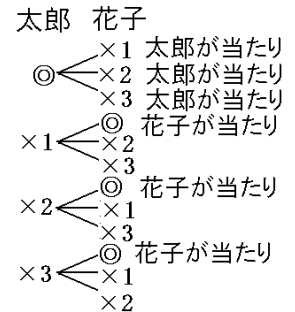 太郎 花子
×1 太郎が当たり
◎ ×2 太郎が当たり
×3 太郎が当たり
◎ 花子が当たり
×1 ×2
×3
◎ 花子が当たり
×2 ×1
×3
◎ 花子が当たり
×3 ×1
×2